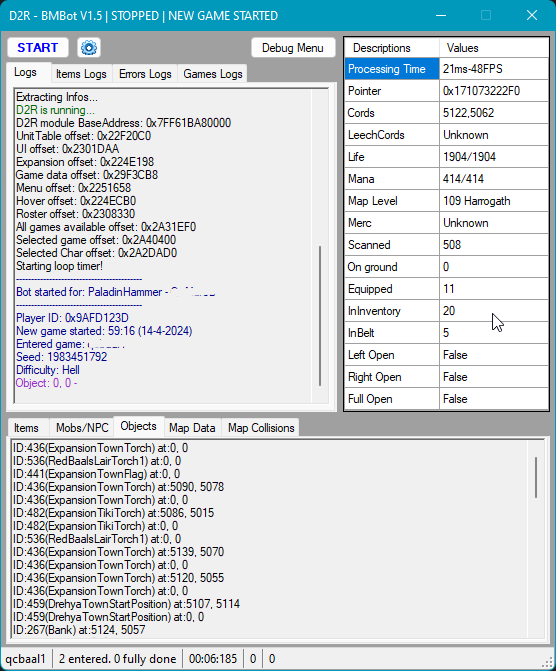 D2R - BMBot V1.5 | STOPPED | NEW GAME STARTED
START
Debug Menu
Logs Items Logs Errors Logs Games Logs
Extracting Infos...
D2R is running...
D2R module BaseAddress: 0x7FF61BA80000
UnitTable offset: 0x22F20C0
UI offset: 0x2301DAA
Expansion offset: 0x224E198
Game data offset: 0x29F3CB8
Menu offset: 0x2251658
Hover offset: 0x224ECB0
Roster offset: 0x2308330
All games available offset: 0x2A31EF0
Selected game offset: 0x2A40400
Selected Char offset: 0x2A2DAD0
Starting loop timer!
Bot started for: PaladinHammer -
Player ID: 0x9AFD123D
New game started: 59:16 (14-4-2024)
Entered game:
Seed: 1983451792
Difficulty: Hell
Object: 0, 0 -
Descriptions Values
Processing Time 21ms-48FPS
Pointer 0x171073222F0
Cords 5122,5062
LeechCords Unknown
Life 1904/1904
Mana 414/414
Map Level 109 Harrogath
Merc Unknown
Scanned 508
On ground 0
Equipped 11
InInventory 20
InBelt 5
Left Open False
Right Open False
Full Open False
Items Mobs/NPC Objects Map Data Map Collisions
ID:436(ExpansionTownTorch) at:0, 0
ID:536(RedBaalsLairTorch1) at:0, 0
ID:441(ExpansionTownFlag) at:0, 0
ID:436(ExpansionTownTorch) at:5090, 5078
ID:436(ExpansionTownTorch) at:0, 0
ID:482(ExpansionTikiTorch) at:5086, 5015
ID:482(ExpansionTikiTorch) at:0, 0
ID:536(RedBaalsLairTorch1) at:0, 0
ID:436(ExpansionTownTorch) at:5139, 5070
ID:436(ExpansionTownTorch) at:0, 0
ID:436(ExpansionTownTorch) at:5120, 5055
ID:436(ExpansionTownTorch) at:0, 0
ID:459(DrehyaTownStartPosition) at:5107, 5114
ID:459(DrehyaTownStartPosition) at:0, 0
ID:267(Bank) at:5124, 5057
qcbaal1 2 entered. 0 fully done 00:06:185 0 0